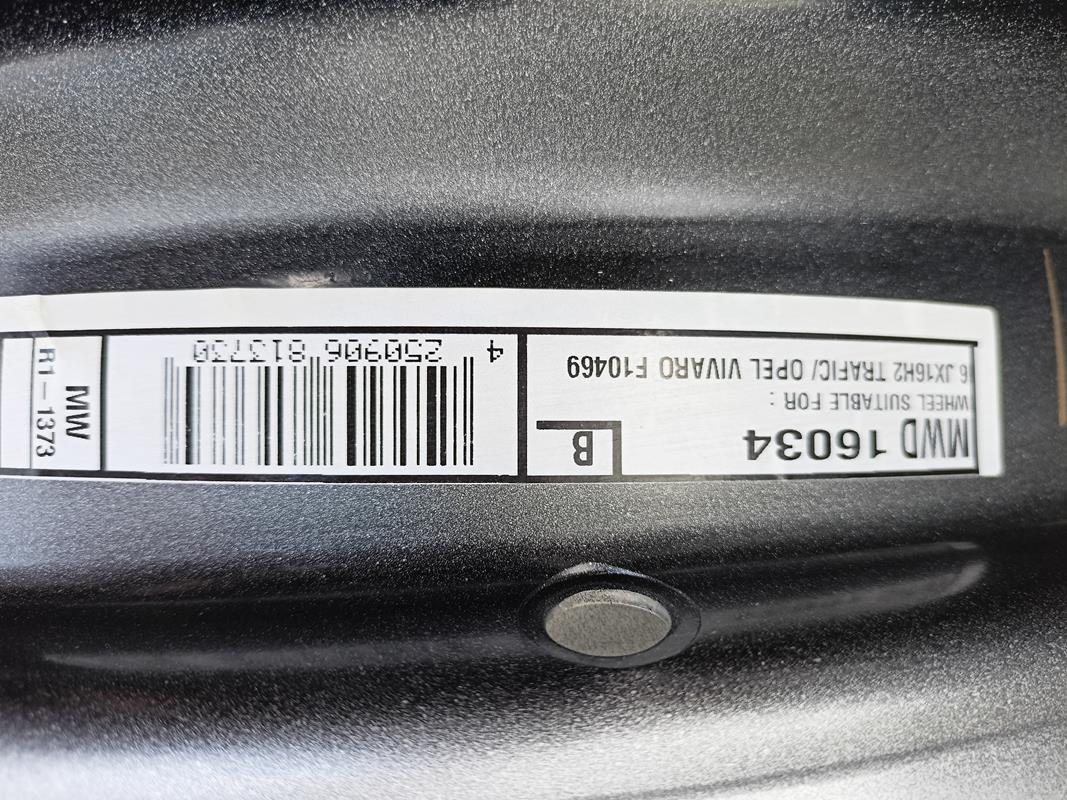 MWD 16034
B
WHEEL SUITABLE FOR :
6 JX16H2 TRAFIC/ OPEL VIVARO F10469
4 250906 813730
MW
R1-1373